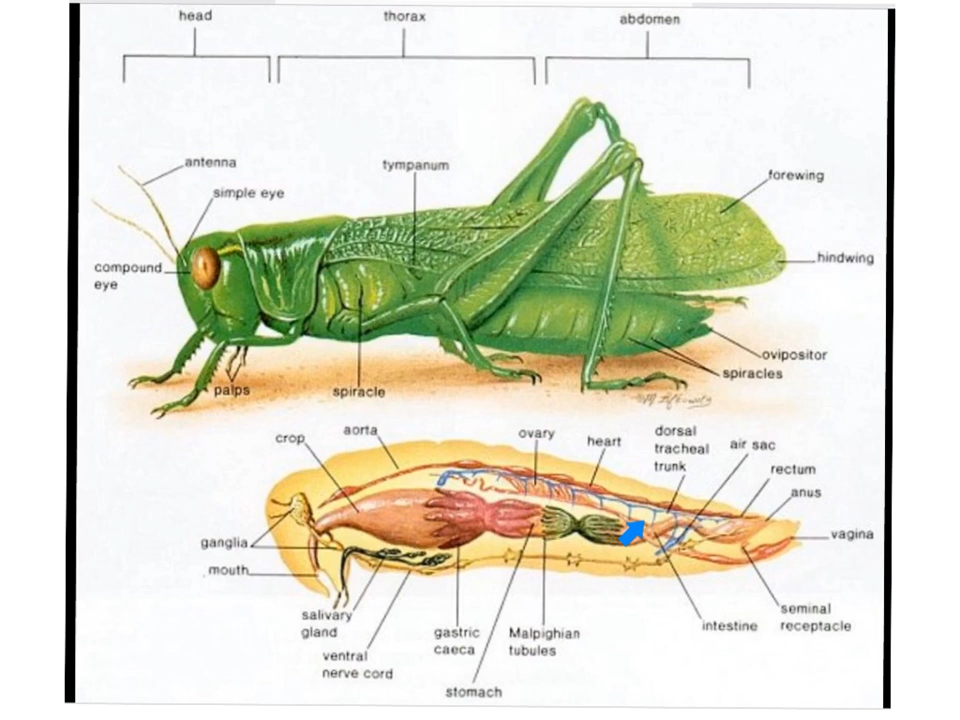 head
thorax
abdomen
antenna
simple eye
tympanum
forewing
compound
eye
hindwing
palps
spiracle
ovipositor
spiracles
crop
aorta
ovary
heart
dorsal
tracheal
trunk
air sac
rectum
anus
ganglia
vagina
mouth
salivary
gland
ventral
nerve cord
gastric
caeca
Malpighian
tubules
stomach
intestine
seminal
receptacle